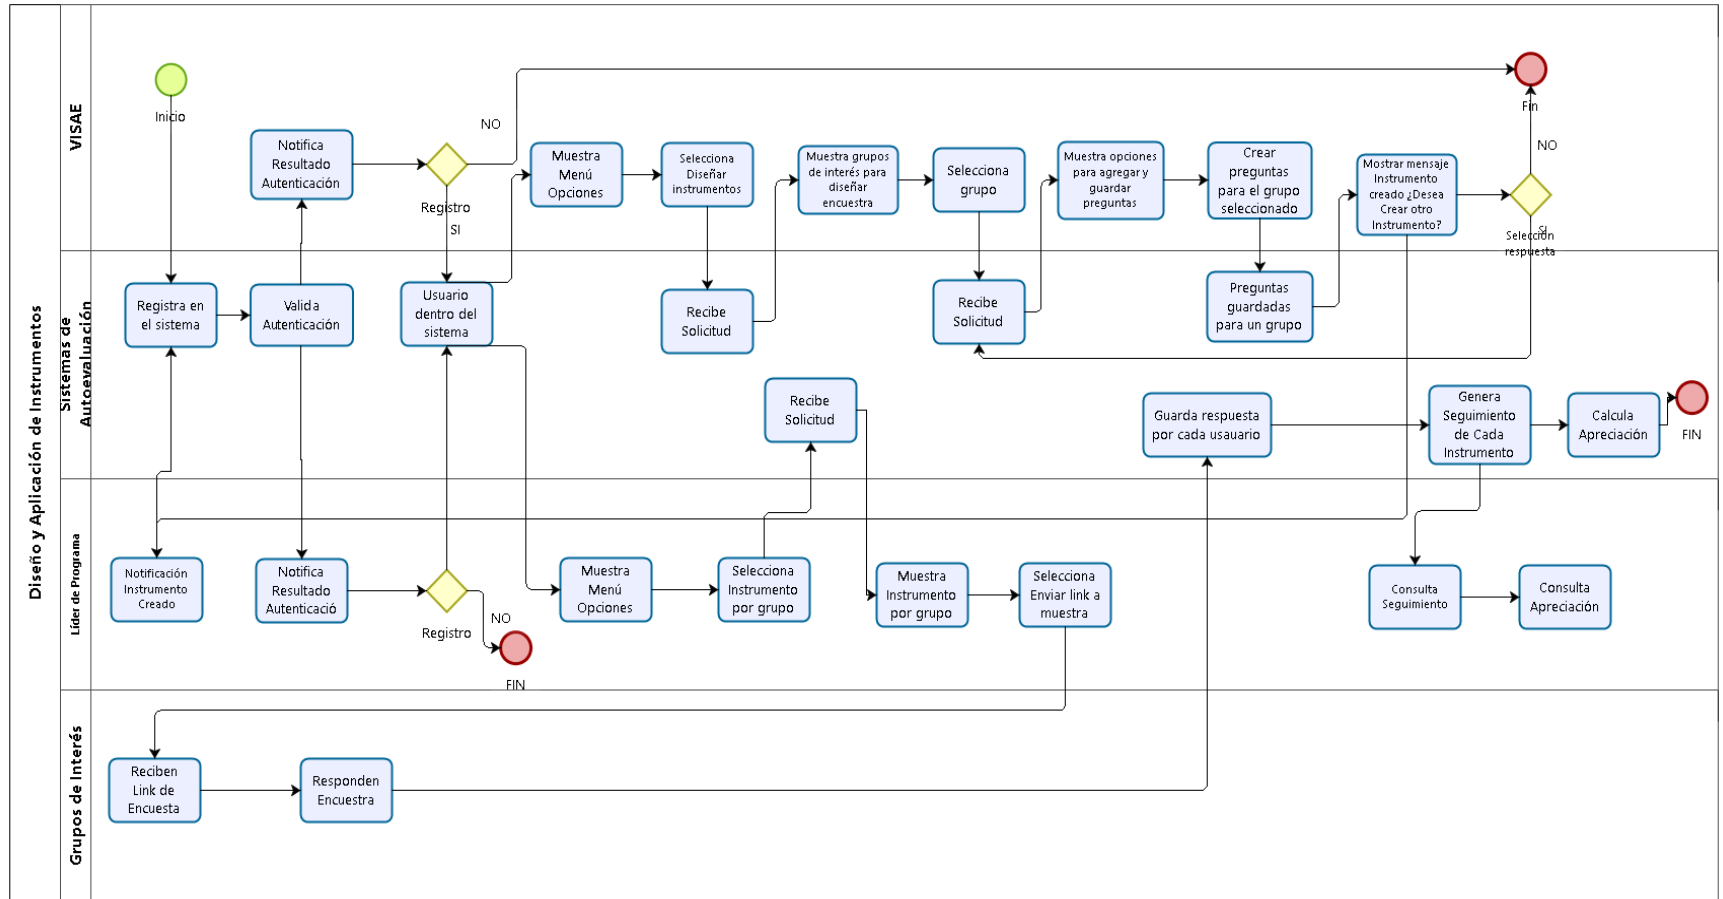 Diseño y Aplicación de Instrumentos
VISAE
Inicio
Notifica
Resultado
Autenticación
NO
Registro
SI
Muestra
Menú
Opciones
Selecciona
Diseñar
instrumentos
Muestra grupos
de interés para
diseñar
encuestra
Selecciona
grupo
Muestra opciones
para agregar y
guardar
preguntas
Crear
preguntas
para el grupo
seleccionado
Mostrar mensaje
Instrumento
creado ¿Desea
Crear otro
Instrumento?
Fin
NO
SI
Selección
respuesta
Sistemas de
Autoevaluación
Registra en
el sistema
Valida
Autenticación
Usuario
dentro del
sistema
Recibe
Solicitud
Recibe
Solicitud
Preguntas
guardadas
para un grupo
Recibe
Solicitud
Guarda respuesta
por cada usauario
Genera
Seguimiento
de Cada
Instrumento
Calcula
Apreciación
FIN
Líder de Programa
Notificación
Instrumento
Creado
Notifica
Resultado
Autenticació
Registro
NO
FIN
Muestra
Menú
Opciones
Selecciona
Instrumento
por grupo
Muestra
Instrumento
por grupo
Selecciona
Enviar link a
muestra
Consulta
Seguimiento
Consulta
Apreciación
Grupos de Interés
Reciben
Link de
Encuesta
Responden
Encuestra